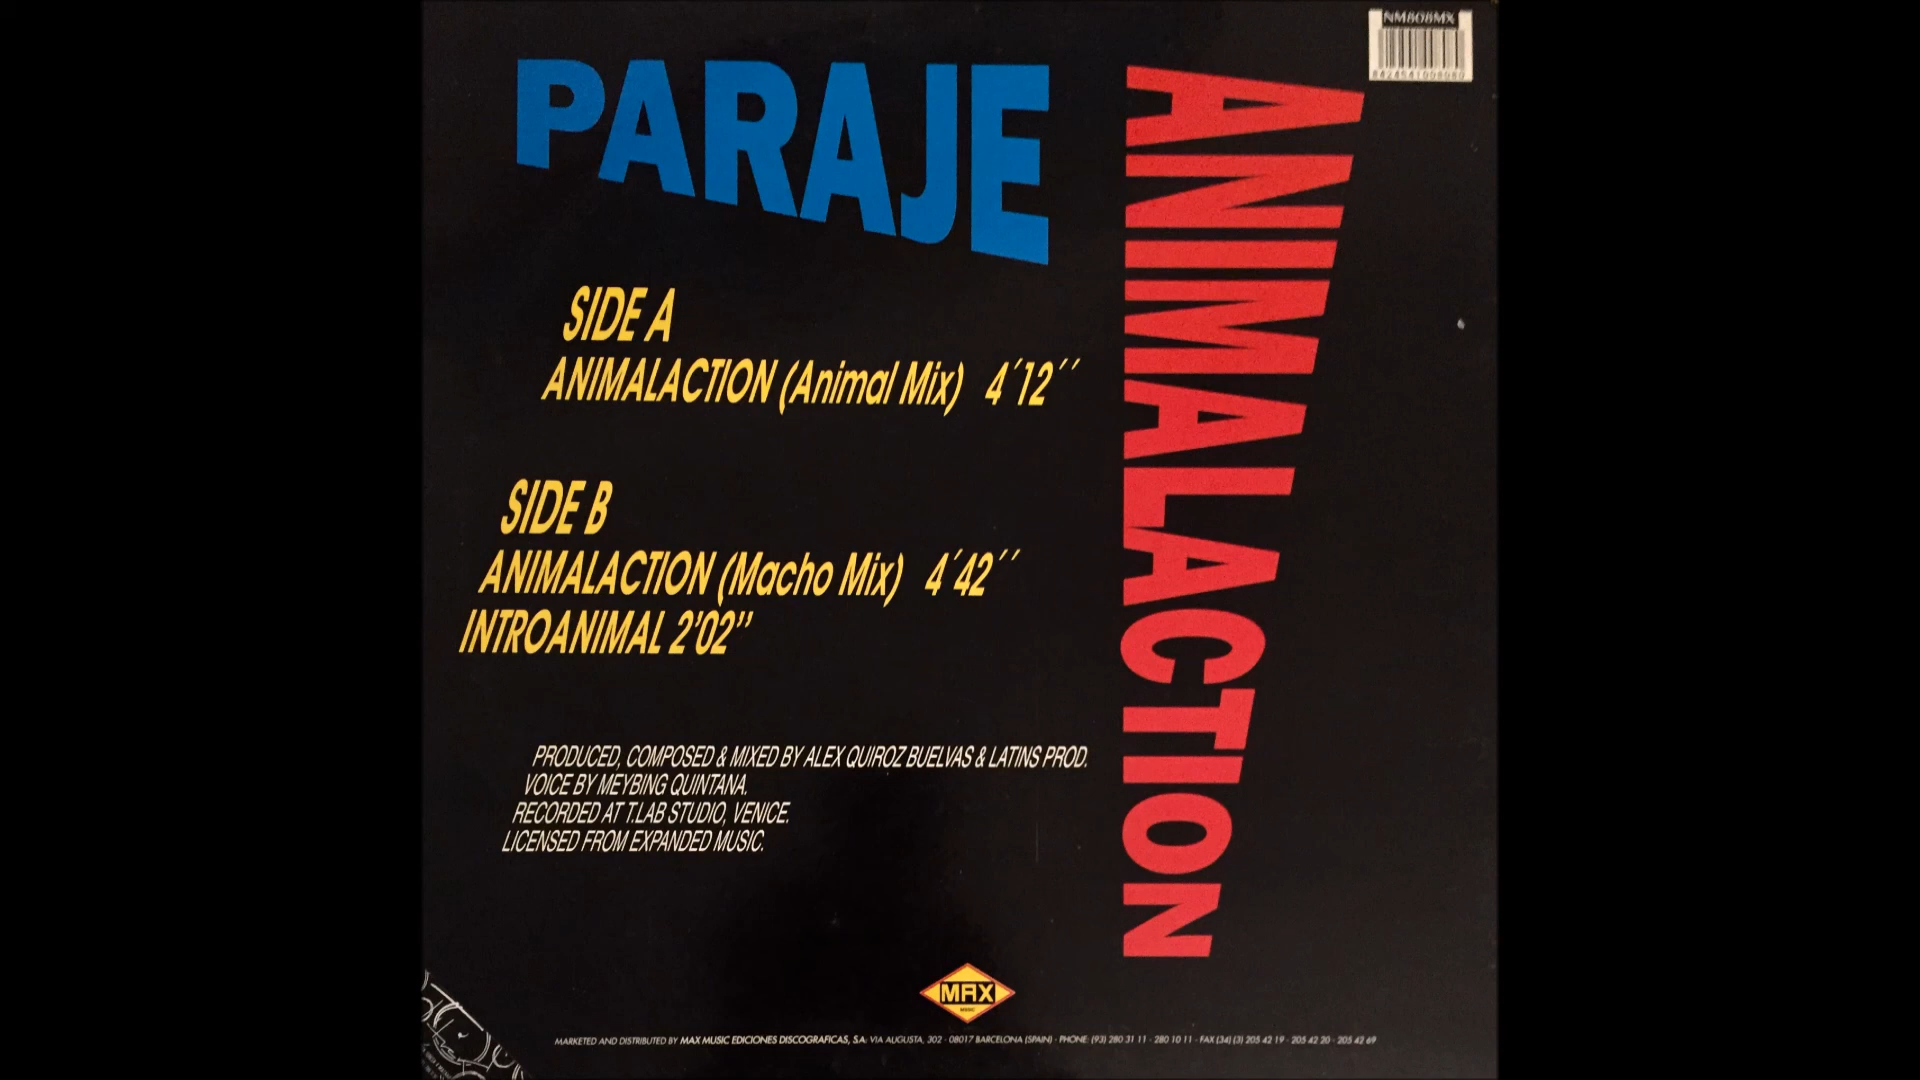 NM808MX
8424541008080
PARAJE
ANIMALACTION
SIDE A
ANIMALACTION (Animal Mix) 4´12´´
SIDE B
ANIMALACTION (Macho Mix) 4´42´´
INTROANIMAL 2'02"
PRODUCED, COMPOSED & MIXED BY ALEX QUIROZ BUELVAS & LATINS PROD.
VOICE BY MEYBING QUINTANA.
RECORDED AT T.LAB STUDIO, VENICE.
LICENSED FROM EXPANDED MUSIC.
MAX
MUSIC
MARKETED AND DISTRIBUTED BY MAX MUSIC EDICIONES DISCOGRAFICAS, S.A. VIA AUGUSTA, 302 - 08017 BARCELONA (SPAIN) - PHONE: (93) 280 31 11 - 280 10 11 - FAX (34) (3) 205 42 19 - 205 42 20 - 205 42 69